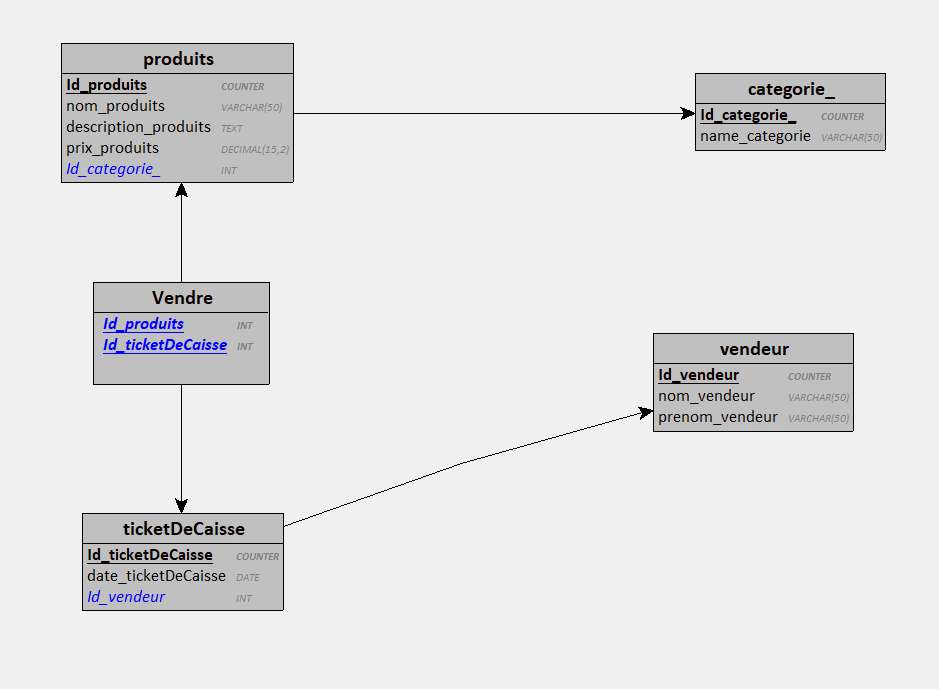 produits
Id_produits COUNTER
nom_produits VARCHAR(50)
description_produits TEXT
prix_produits DECIMAL(15,2)
Id_categorie_ INT
categorie_
Id_categorie_ COUNTER
name_categorie VARCHAR(50)
Vendre
Id_produits INT
Id_ticketDeCaisse INT
vendeur
Id_vendeur COUNTER
nom_vendeur VARCHAR(50)
prenom_vendeur VARCHAR(50)
ticketDeCaisse
Id_ticketDeCaisse COUNTER
date_ticketDeCaisse DATE
Id_vendeur INT